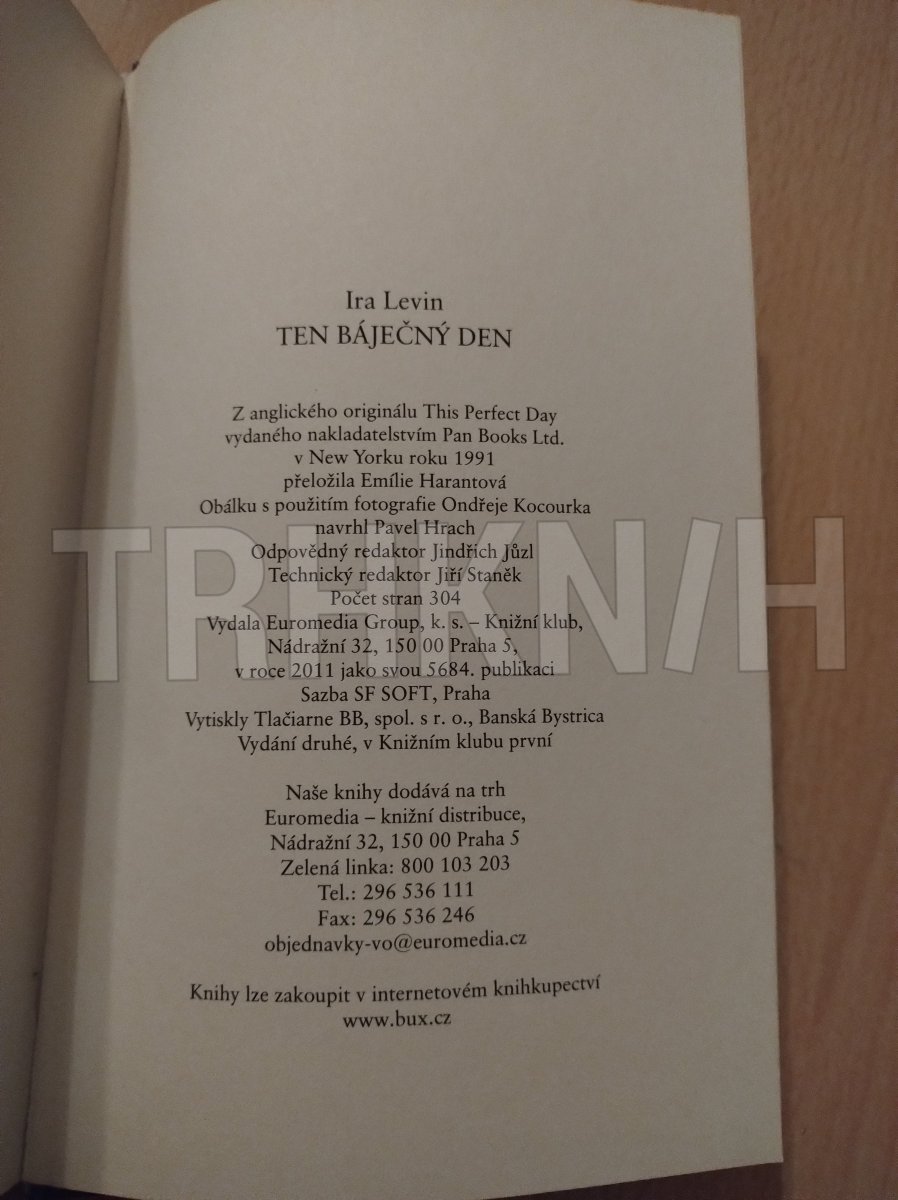 Ira Levin
TEN BÁJEČNÝ DEN
Z anglického originálu This Perfect Day
vydaného nakladatelstvím Pan Books Ltd.
v New Yorku roku 1991
přeložila Emílie Harantová
Obálku s použitím fotografie Ondřeje Kocourka
navrhl Pavel Hrach
Odpovědný redaktor Jindřich Jůzl
Technický redaktor Jiří Staněk
Počet stran 304
Vydala Euromedia Group, k. s. – Knižní klub,
Nádražní 32, 150 00 Praha 5,
v roce 2011 jako svou 5684. publikaci
Sazba SF SOFT, Praha
Vytiskly Tlačiarne BB, spol. s r. o., Banská Bystrica
Vydání druhé, v Knižním klubu první
Naše knihy dodává na trh
Euromedia – knižní distribuce,
Nádražní 32, 150 00 Praha 5
Zelená linka: 800 103 203
Tel.: 296 536 111
Fax: 296 536 246
objednavky-vo@euromedia.cz
Knihy lze zakoupit v internetovém knihkupectví
www.bux.cz
TRHKN/H